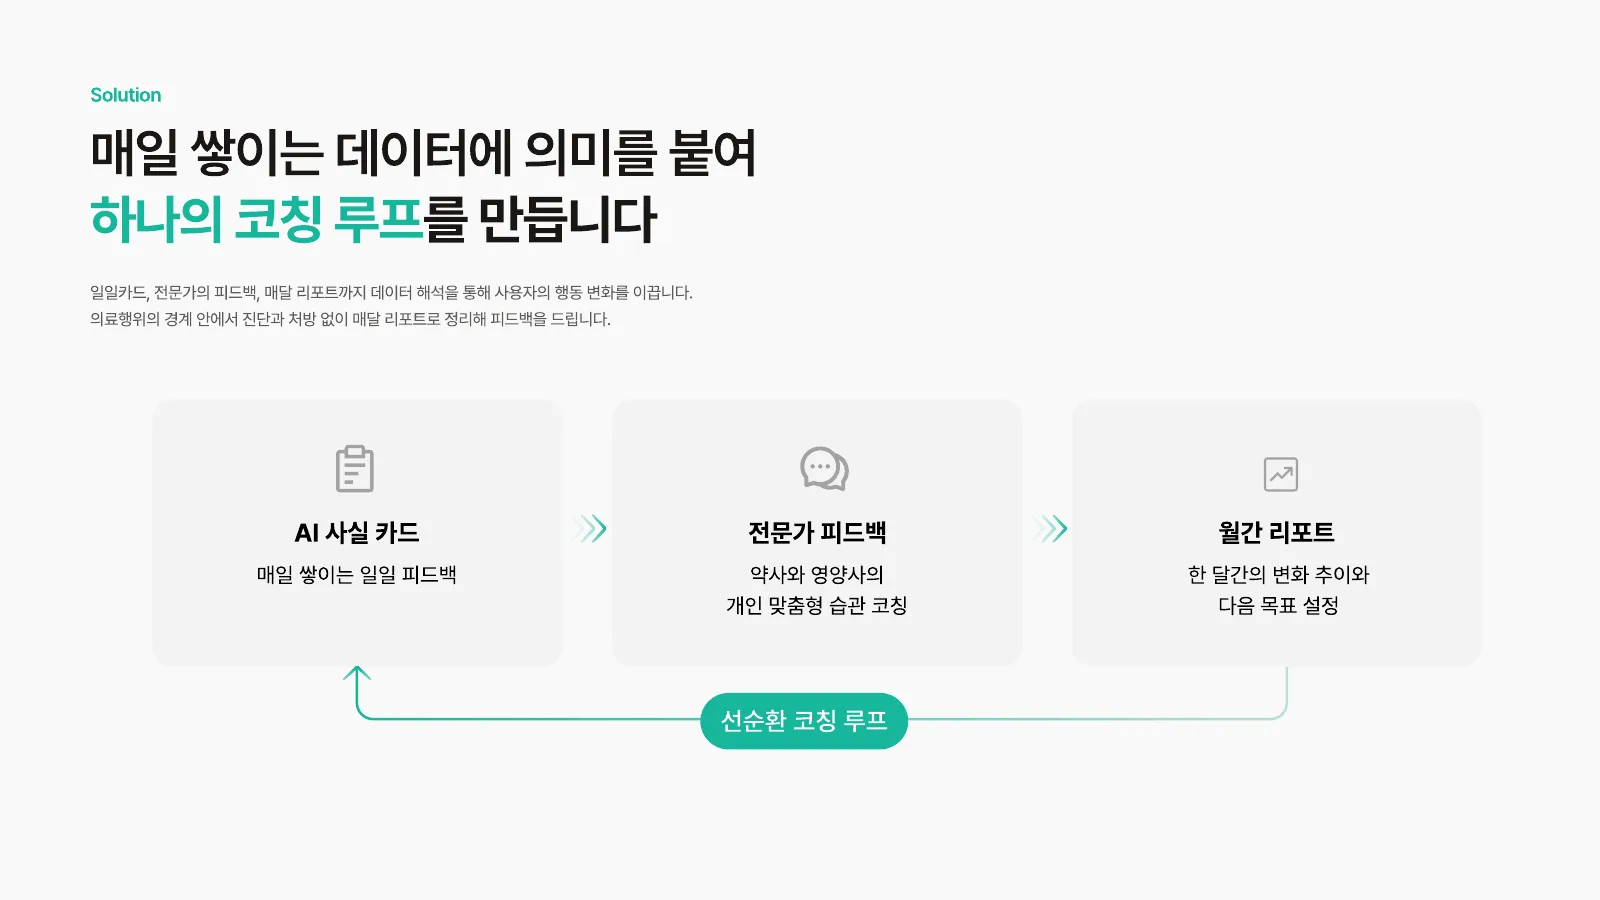 Solution
매일 쌓이는 데이터에 의미를 붙여
하나의 코칭 루프를 만듭니다
일일카드, 전문가의 피드백, 매달 리포트까지 데이터 해석을 통해 사용자의 행동 변화를 이끕니다.
의료행위의 경계 안에서 진단과 처방 없이 매달 리포트로 정리해 피드백을 드립니다.
AI 사실 카드
매일 쌓이는 일일 피드백
전문가 피드백
약사와 영양사의
개인 맞춤형 습관 코칭
월간 리포트
한 달간의 변화 추이와
다음 목표 설정
선순환 코칭 루프